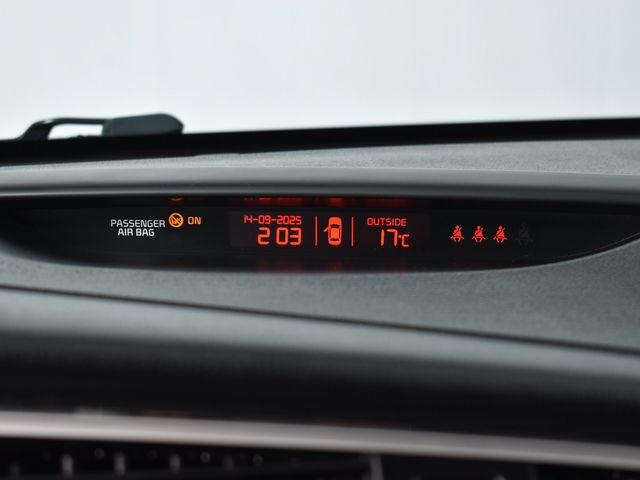 PASSENGER
AIR BAG
ON
14-09-2025
2 03
OUTSIDE
17°c